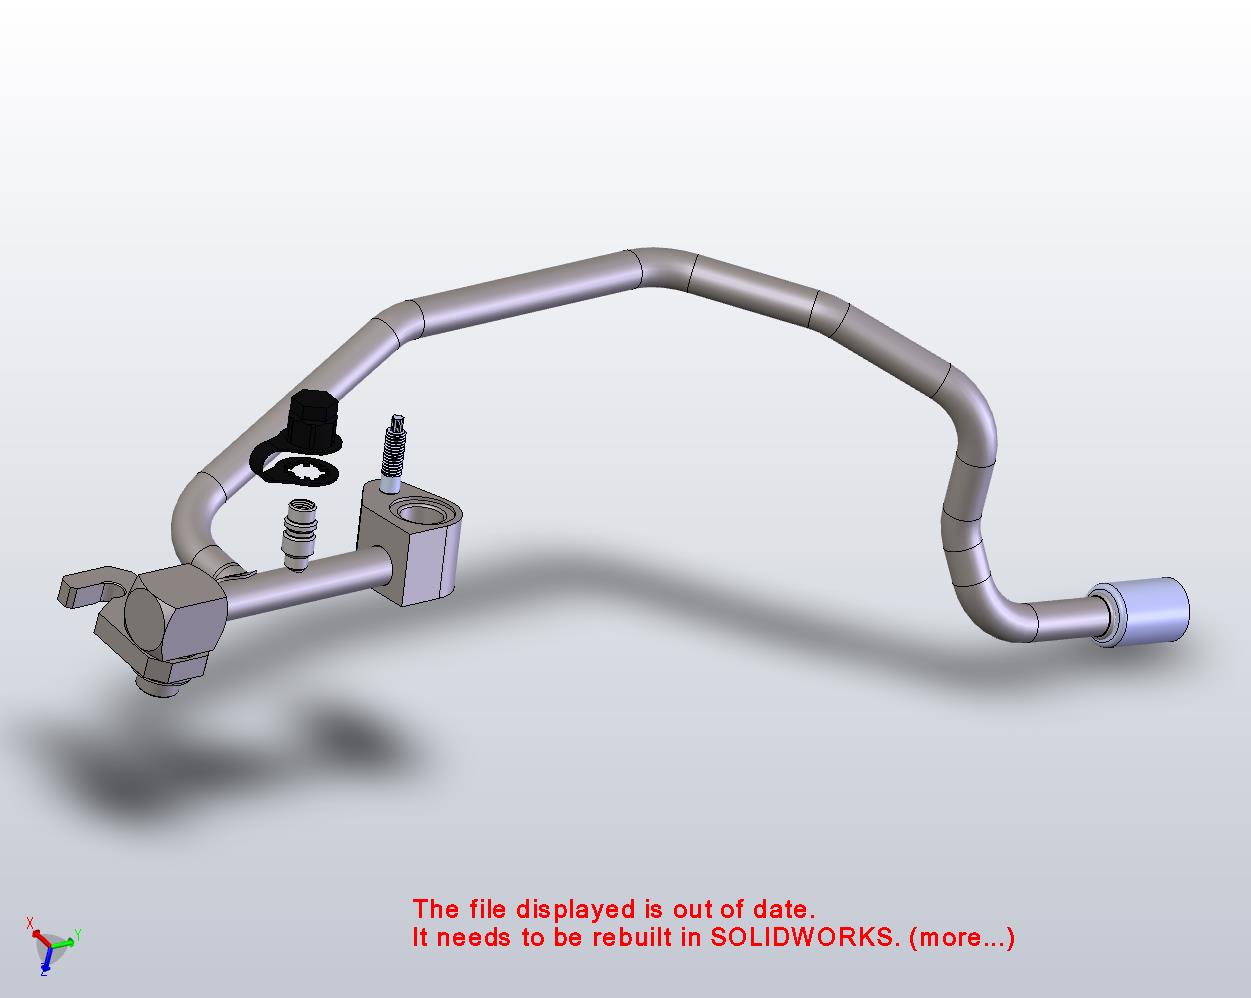 The file displayed is out of date.
It needs to be rebuilt in SOLIDWORKS. (more...)
X
Y
Z